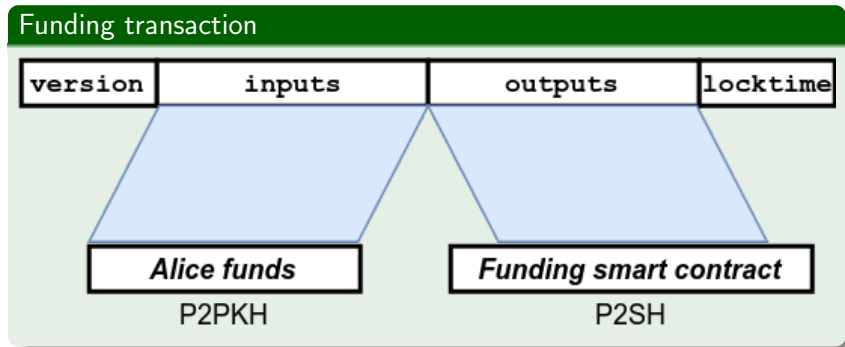 Funding transaction
version inputs outputs locktime
Alice funds Funding smart contract
P2PKH P2SH